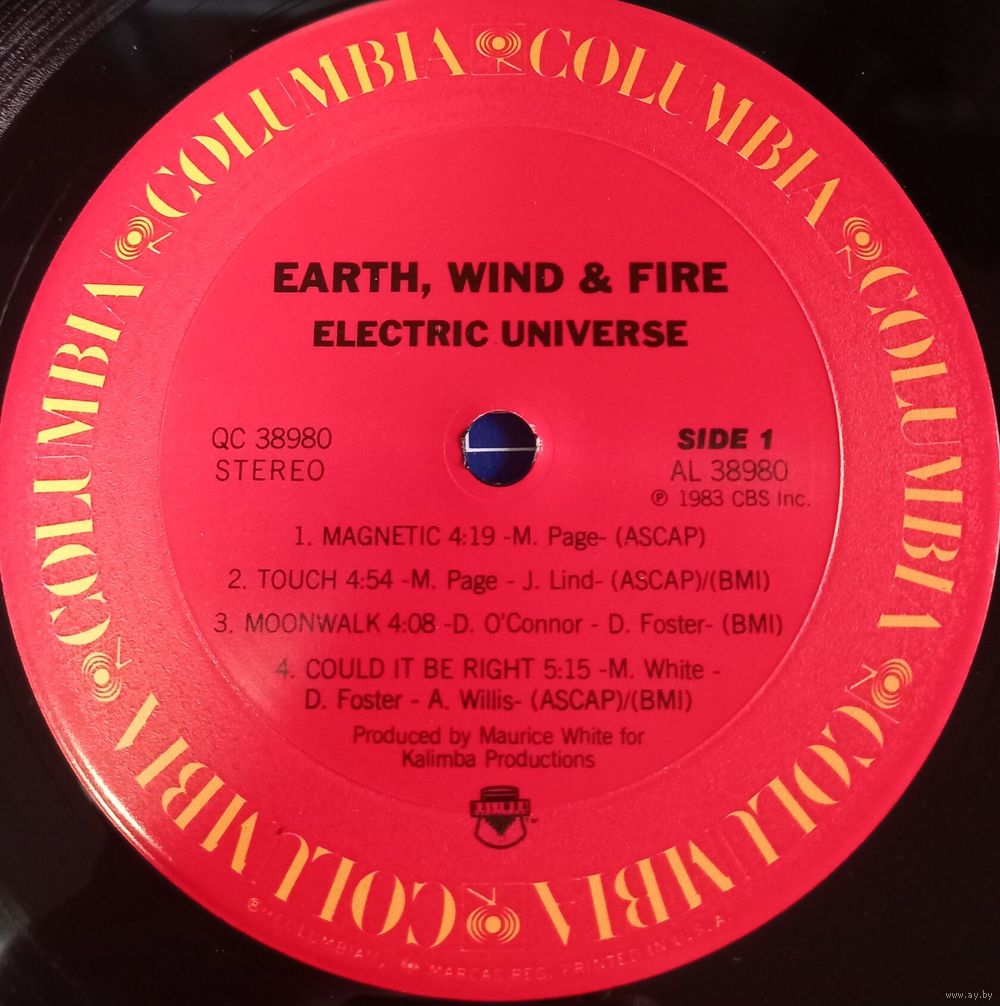 COLUMBIA COLUMBIA COLUMBIA COLUMBIA COLUMBIA COLUMBIA COLUMBIA COLUMBIA
EARTH, WIND & FIRE
ELECTRIC UNIVERSE
QC 38980
STEREO
SIDE 1
AL 38980
℗ 1983 CBS Inc.
1. MAGNETIC 4:19 -M. Page- (ASCAP)
2. TOUCH 4:54 -M. Page - J. Lind- (ASCAP)/(BMI)
3. MOONWALK 4:08 -D. O'Connor - D. Foster- (BMI)
4. COULD IT BE RIGHT 5:15 -M. White -
D. Foster - A. Willis- (ASCAP)/(BMI)
Produced by Maurice White for
Kalimba Productions
"COLUMBIA", MARCAS REG. PRINTED IN U.S.A.
www.ay.by